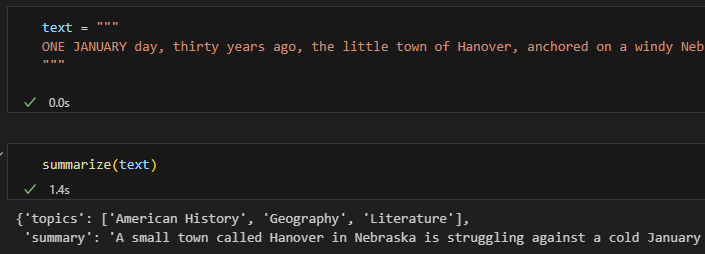 text = """
ONE JANUARY day, thirty years ago, the little town of Hanover, anchored on a windy
"""
0.0s
summarize(text)
1.4s
{'topics': ['American History', 'Geography', 'Literature'],
'summary': 'A small town called Hanover in Nebraska is struggling against a cold January